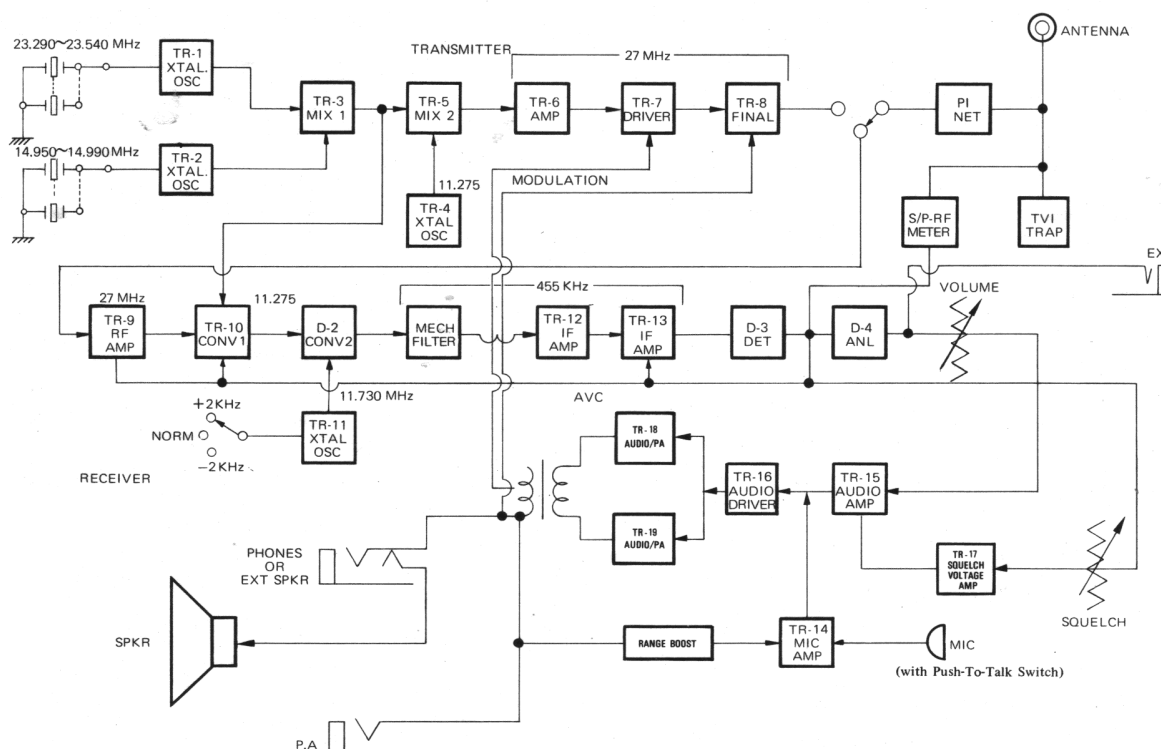 23.290~23.540 MHz
TR-1
XTAL.
OSC
TRANSMITTER
27 MHz
ANTENNA
TR-3
MIX 1
TR-5
MIX 2
TR-6
AMP
TR-7
DRIVER
TR-8
FINAL
PI
NET
14.950~14.990MHz
TR-2
XTAL.
OSC
11.275
MODULATION
TR-4
XTAL
OSC
S/P-RF
METER
TVI
TRAP
EX
27 MHz
11.275
455 KHz
VOLUME
TR-9
RF
AMP
TR-10
CONV1
D-2
CONV2
MECH
FILTER
TR-12
IF
AMP
TR-13
IF
AMP
D-3
DET
D-4
ANL
11.730 MHz
AVC
+2KHz
NORM
-2KHz
TR-11
XTAL
OSC
RECEIVER
TR-18
AUDIO/PA
TR-16
AUDIO
DRIVER
TR-15
AUDIO
AMP
TR-19
AUDIO/PA
PHONES
OR
EXT SPKR
TR-17
SQUELCH
VOLTAGE
AMP
SQUELCH
SPKR
RANGE BOOST
TR-14
MIC
AMP
MIC
(with Push-To-Talk Switch)
P.A